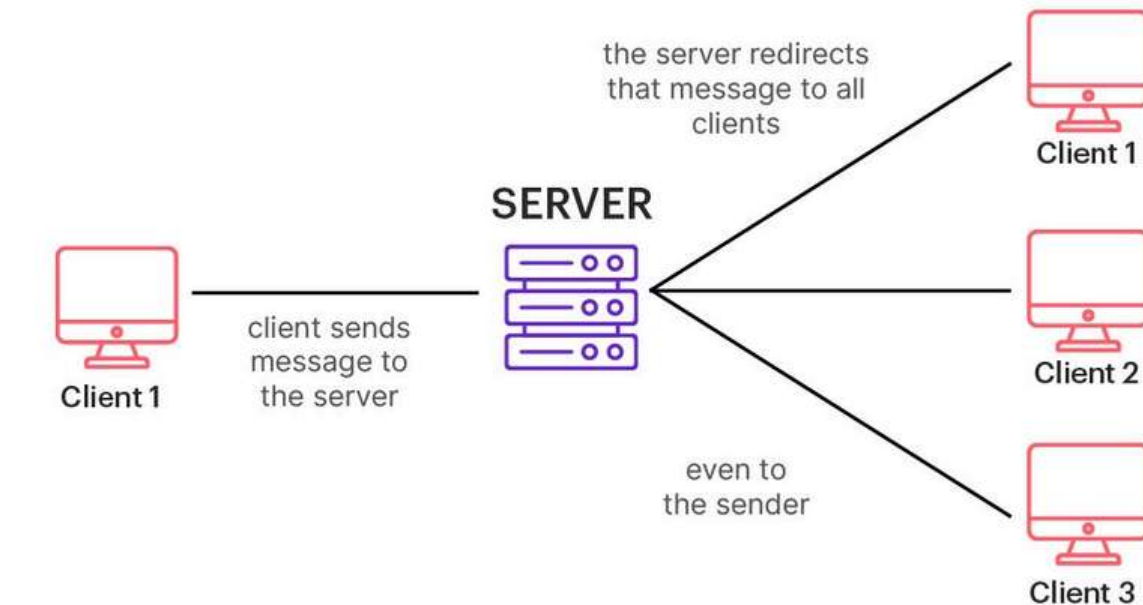 the server redirects
that message to all
clients
Client 1
SERVER
client sends
message to
the server
Client 1
Client 2
even to
the sender
Client 3